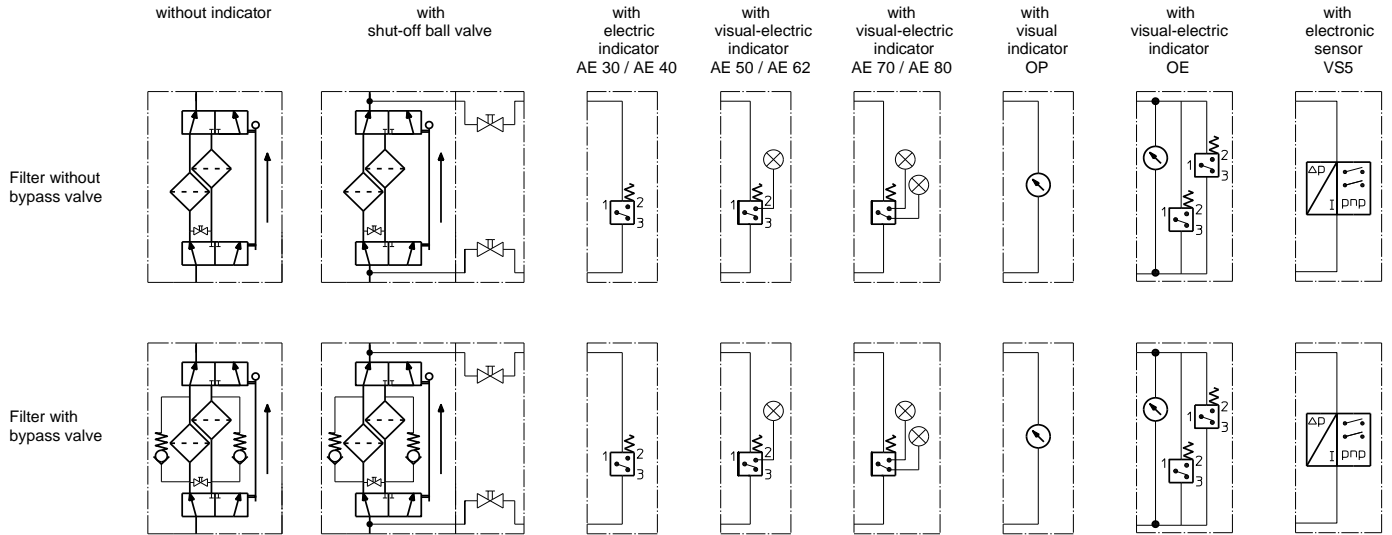 without indicator
with
shut-off ball valve
with
electric
indicator
AE 30 / AE 40
with
visual-electric
indicator
AE 50 / AE 62
with
visual-electric
indicator
AE 70 / AE 80
with
visual
indicator
OP
with
visual-electric
indicator
OE
with
electronic
sensor
VS5
Filter without
bypass valve
1 2
3
1 2
3
1 2
3
1 2
3
Δp
I pnp
Filter with
bypass valve
1 2
3
1 2
3
1 2
3
1 2
3
Δp
I pnp